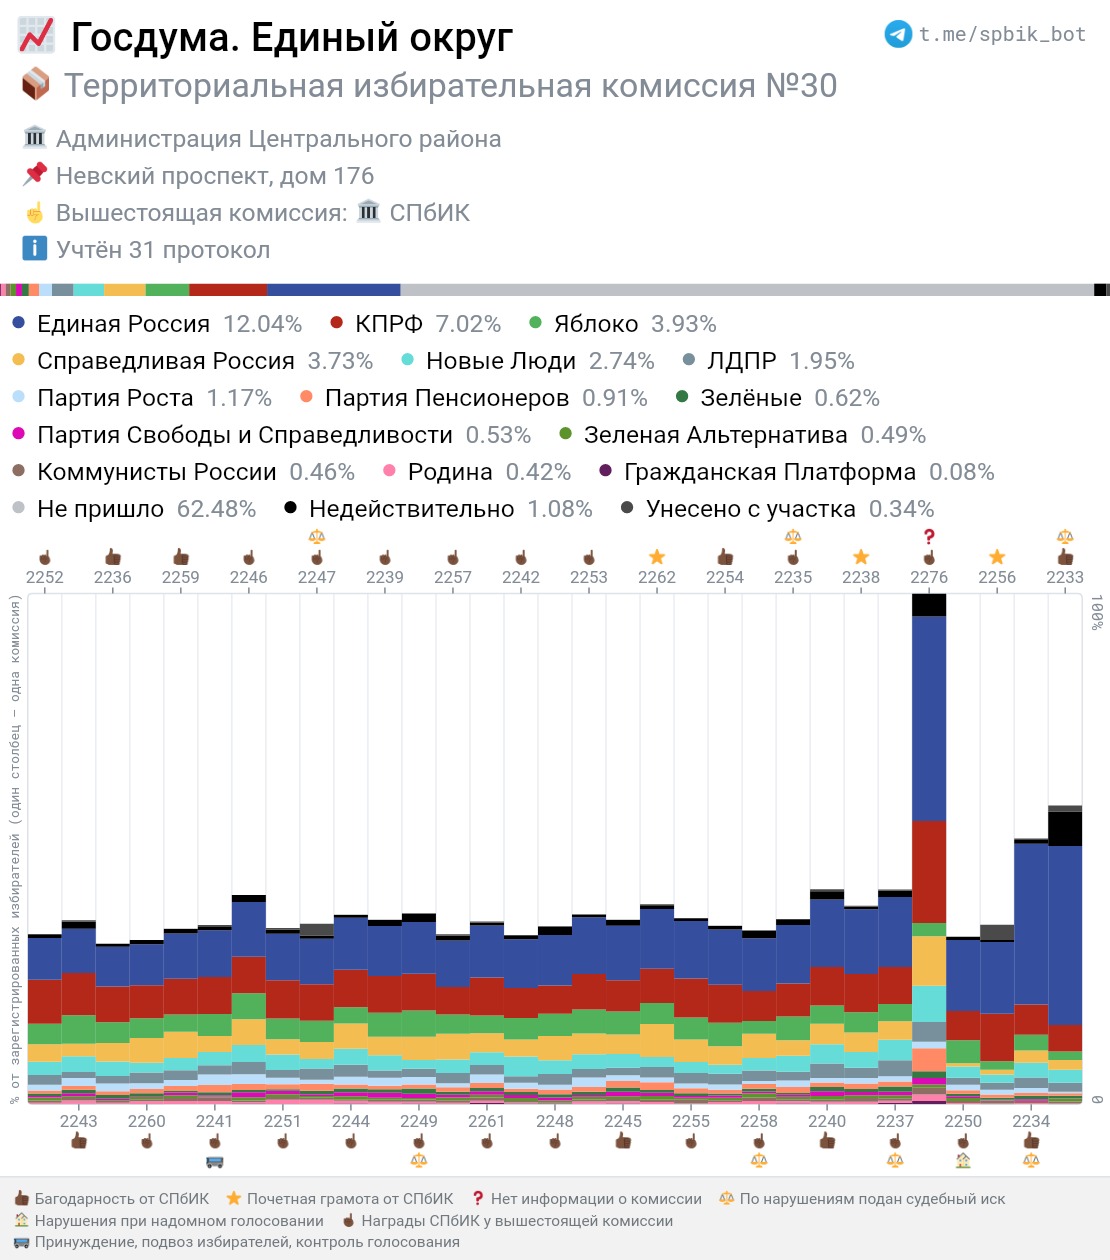 Госдума. Единый округ
t.me/spbik_bot
Территориальная избирательная комиссия №30
Администрация Центрального района
Невский проспект, дом 176
Вышестоящая комиссия: СПбИК
Учтён 31 протокол
Единая Россия 12.04% КПРФ 7.02% Яблоко 3.93%
Справедливая Россия 3.73% Новые Люди 2.74% ЛДПР 1.95%
Партия Роста 1.17% Партия Пенсионеров 0.91% Зелёные 0.62%
Партия Свободы и Справедливости 0.53% Зеленая Альтернатива 0.49%
Коммунисты России 0.46% Родина 0.42% Гражданская Платформа 0.08%
Не пришло 62.48% Недействительно 1.08% Унесено с участка 0.34%
2252 2236 2259 2246 2247 2239 2257 2242 2253 2262 2254 2235 2238 2276 2256 2233
% от зарегистрированных избирателей (один столбец — одна комиссия)
100%
0
2243 2260 2241 2251 2244 2249 2261 2248 2245 2255 2258 2240 2237 2250 2234
Багодарность от СПбИК Почетная грамота от СПбИК Нет информации о комиссии По нарушениям подан судебный иск
Нарушения при надомном голосовании Награды СПбИК у вышестоящей комиссии
Принуждение, подвоз избирателей, контроль голосования